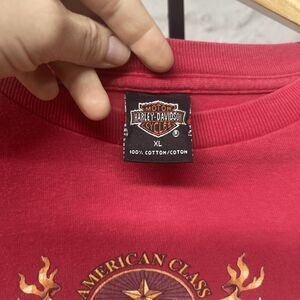 MOTOR
HARLEY-DAVIDSON
CYCLES
®
XL
100% COTTON/COTON
AMERICAN CLASS